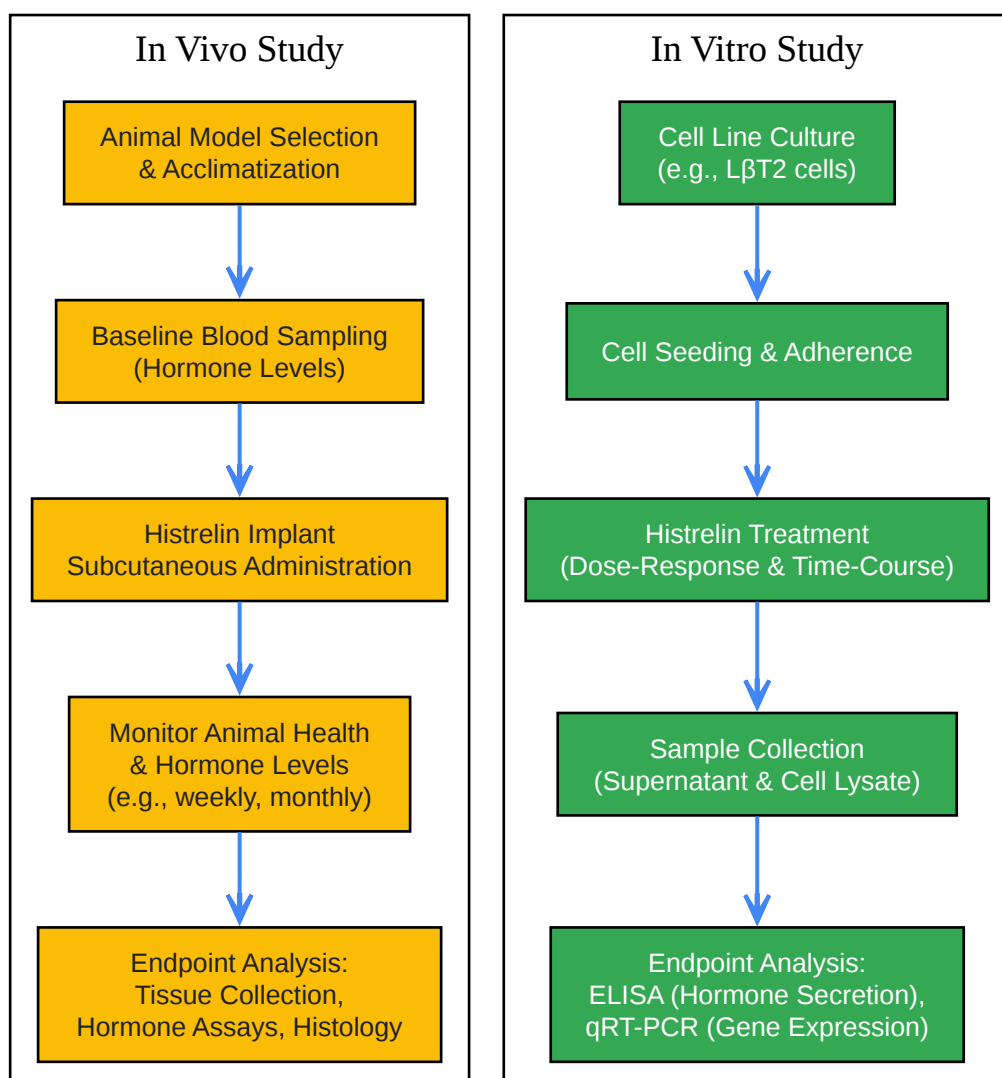 In Vivo Study
Animal Model Selection
& Acclimatization
Baseline Blood Sampling
(Hormone Levels)
Histrelin Implant
Subcutaneous Administration
Monitor Animal Health
& Hormone Levels
(e.g., weekly, monthly)
Endpoint Analysis:
Tissue Collection,
Hormone Assays, Histology
In Vitro Study
Cell Line Culture
(e.g., LβT2 cells)
Cell Seeding & Adherence
Histrelin Treatment
(Dose-Response & Time-Course)
Sample Collection
(Supernatant & Cell Lysate)
Endpoint Analysis:
ELISA (Hormone Secretion),
qRT-PCR (Gene Expression)